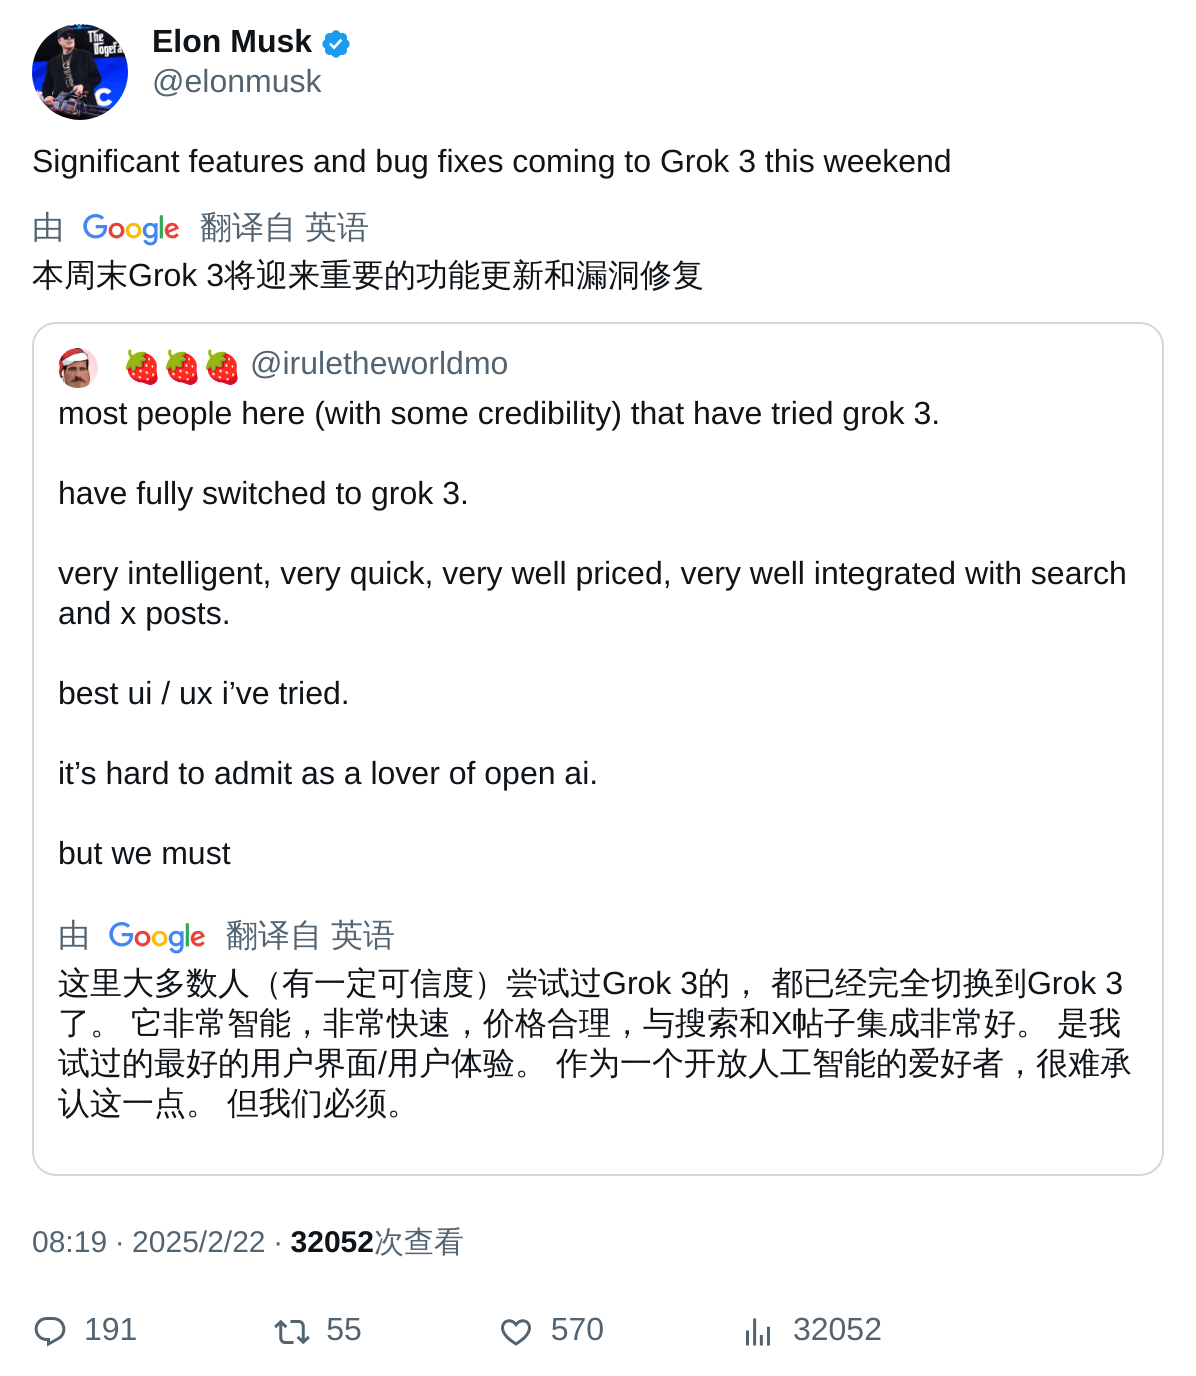 The
Dogefa
C
Elon Musk
@elonmusk
Significant features and bug fixes coming to Grok 3 this weekend
由 Google 翻译自 英语
本周末Grok 3将迎来重要的功能更新和漏洞修复
🍓🍓🍓 @iruletheworldmo
most people here (with some credibility) that have tried grok 3.
have fully switched to grok 3.
very intelligent, very quick, very well priced, very well integrated with search
and x posts.
best ui / ux i’ve tried.
it’s hard to admit as a lover of open ai.
but we must
由 Google 翻译自 英语
这里大多数人（有一定可信度）尝试过Grok 3的， 都已经完全切换到Grok 3
了。 它非常智能，非常快速，价格合理，与搜索和X帖子集成非常好。 是我
试过的最好的用户界面/用户体验。 作为一个开放人工智能的爱好者，很难承
认这一点。 但我们必须。
08:19 · 2025/2/22 · 32052次查看
191 55 570 32052